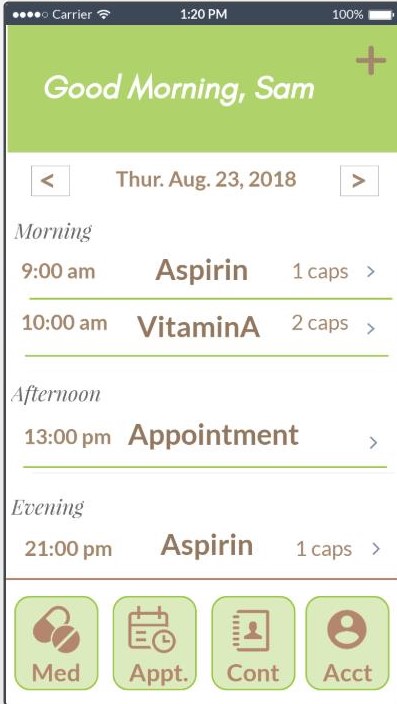 Carrier 1:20 PM 100%
+
Good Morning, Sam
< Thur. Aug. 23, 2018 >
Morning
9:00 am Aspirin 1 caps >
10:00 am VitaminA 2 caps >
Afternoon
13:00 pm Appointment >
Evening
21:00 pm Aspirin 1 caps >
Med Appt. Cont Acct